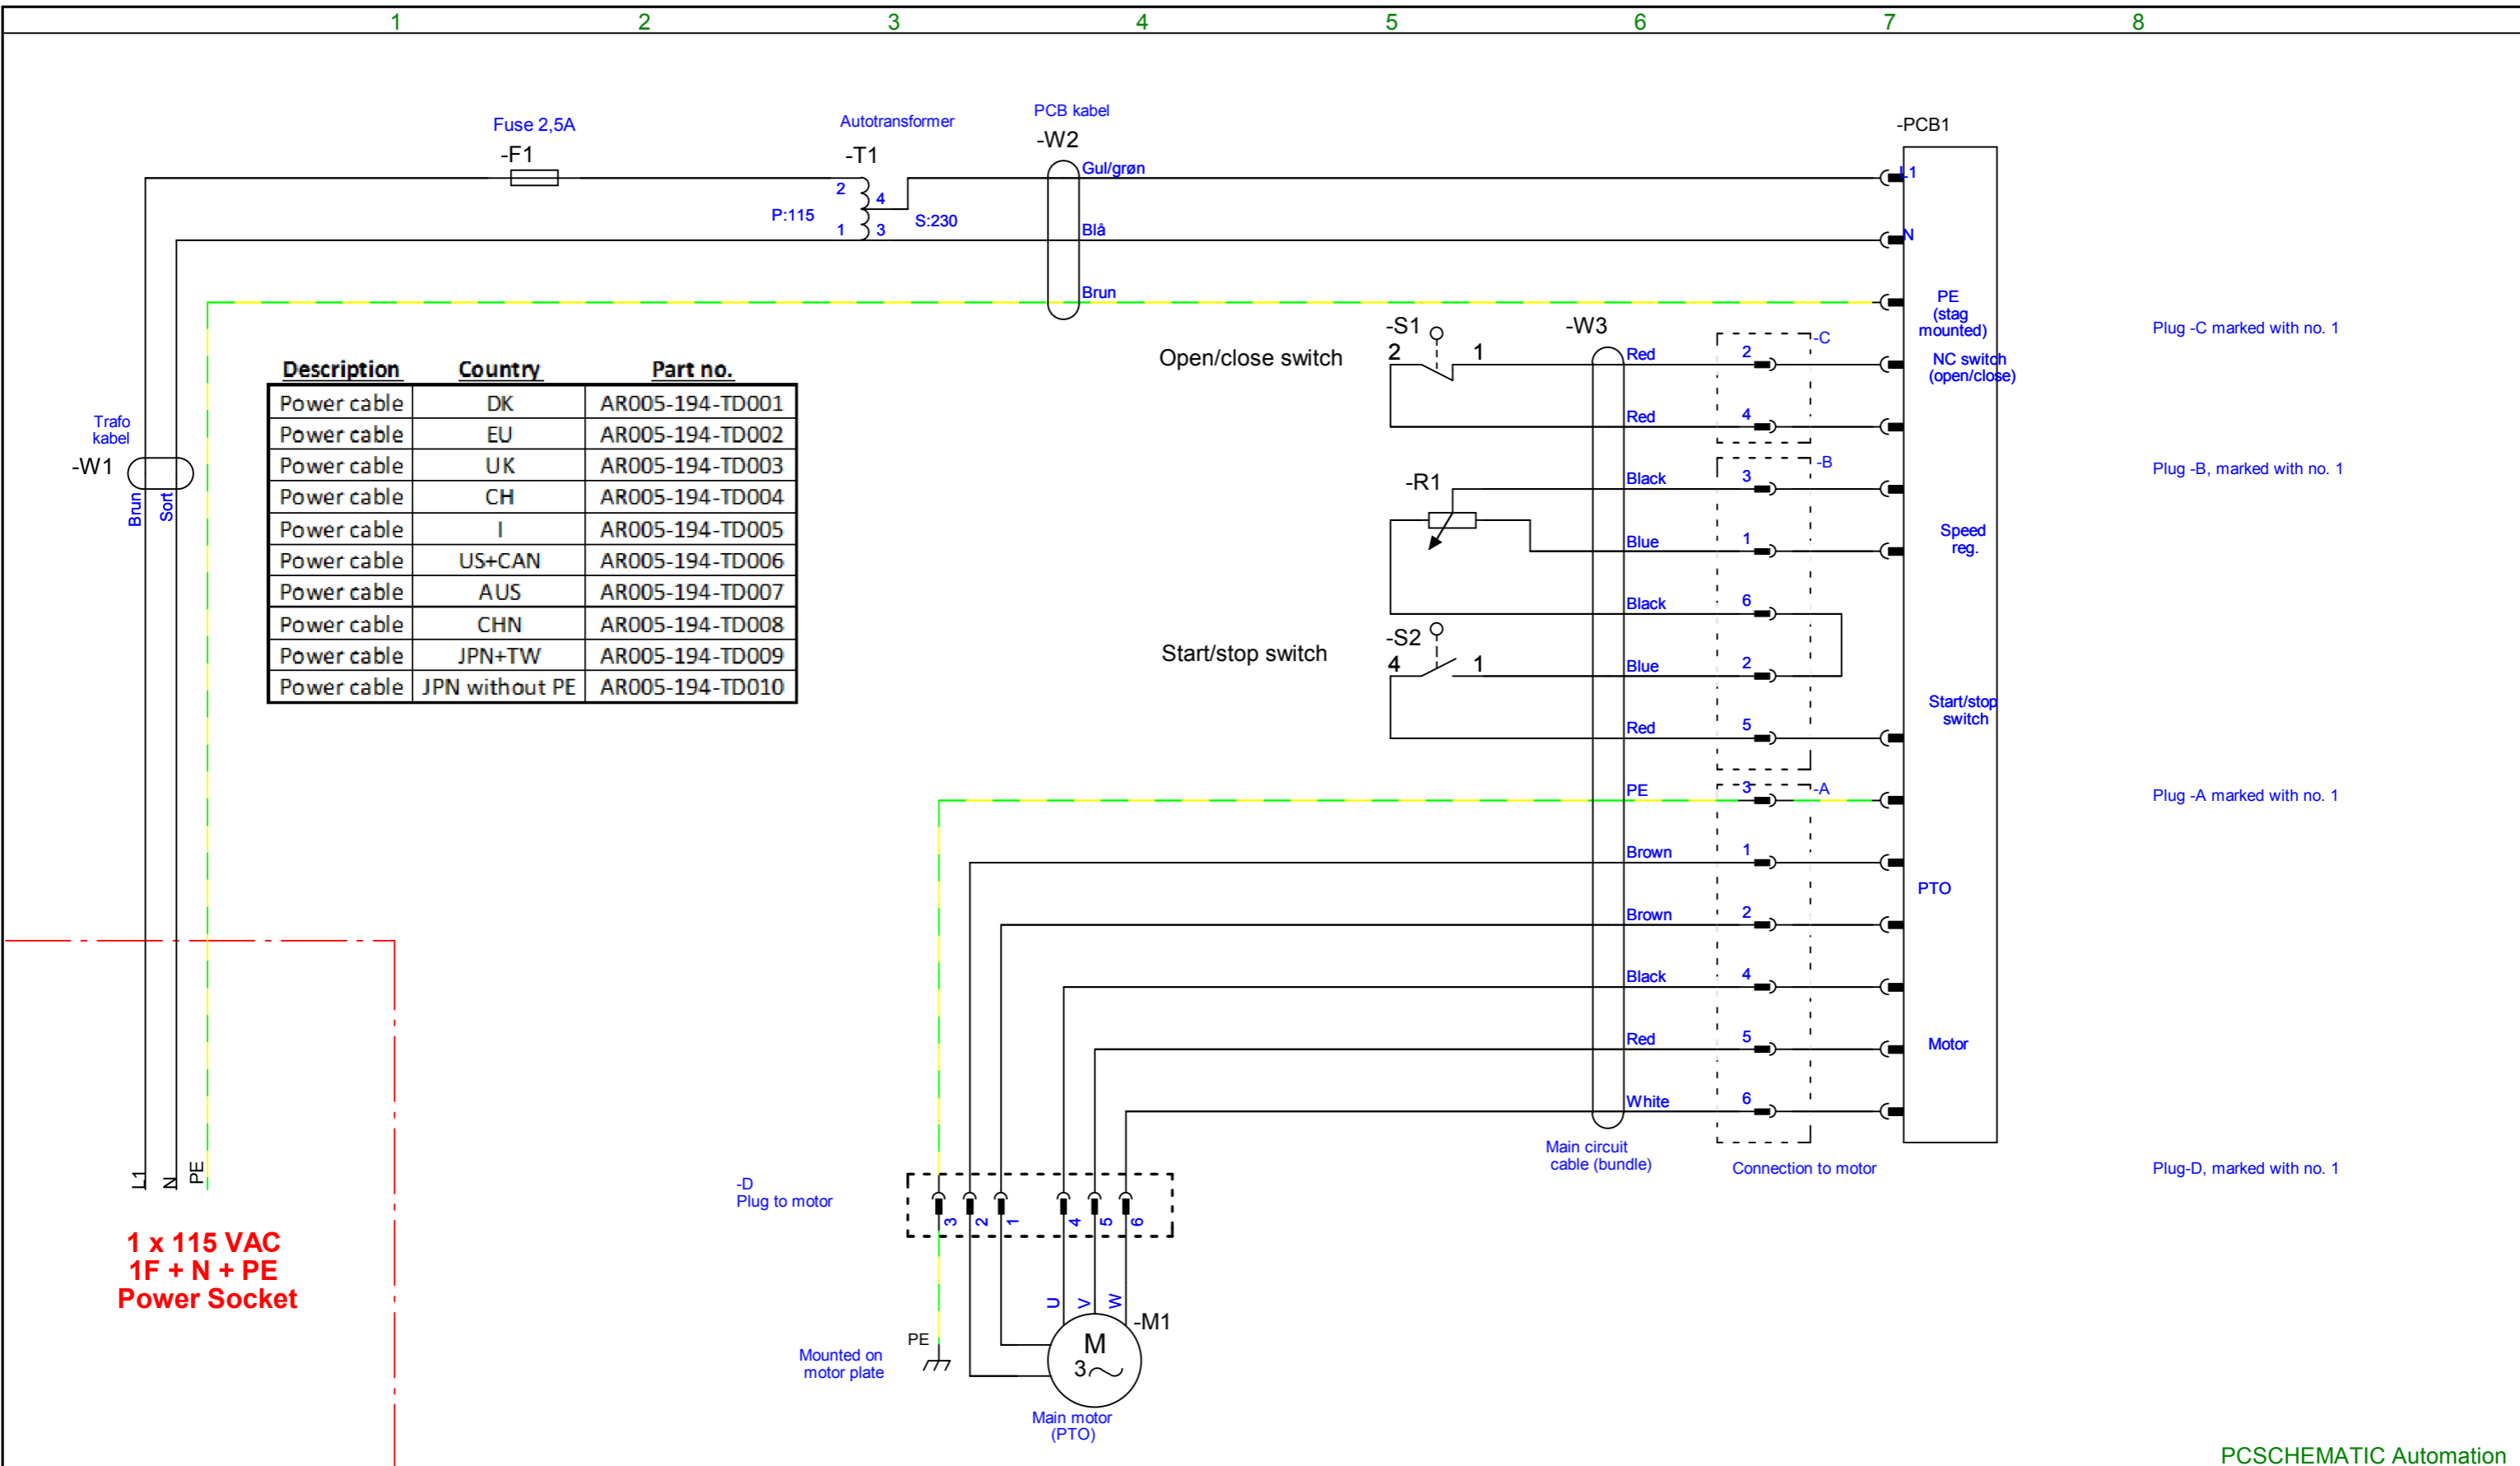 1 2 3 4 5 6 7 8
Fuse 2,5A
-F1
Autotransformer
-T1
2
4
P:115
S:230
1
3
PCB kabel
-W2
Gul/grøn
Blå
Brun
-PCB1
L1
N
PE
(stag
mounted)
NC switch
(open/close)
Speed
reg.
Start/stop
switch
PTO
Motor
Plug -C marked with no. 1
Plug -B, marked with no. 1
Plug -A marked with no. 1
Plug-D, marked with no. 1
Description Country Part no.
Power cable DK AR005-194-TD001
Power cable EU AR005-194-TD002
Power cable UK AR005-194-TD003
Power cable CH AR005-194-TD004
Power cable I AR005-194-TD005
Power cable US+CAN AR005-194-TD006
Power cable AUS AR005-194-TD007
Power cable CHN AR005-194-TD008
Power cable JPN+TW AR005-194-TD009
Power cable JPN without PE AR005-194-TD010
Trafo
kabel
-W1
Brun
Sort
L1
N
PE
1 x 115 VAC
1F + N + PE
Power Socket
Open/close switch
-S1
2 1
-W3
Red 2 -C
Red 4
-R1
Black 3 -B
Blue 1
Black 6
Start/stop switch
-S2
4 1
Blue 2
Red 5
PE 3 -A
Brown 1
Brown 2
Black 4
Red 5
White 6
Main circuit
cable (bundle)
Connection to motor
-D
Plug to motor
3 2 1 4 5 6
U V W
-M1
M
3
PE
Mounted on
motor plate
Main motor
(PTO)
PCSCHEMATIC Automation